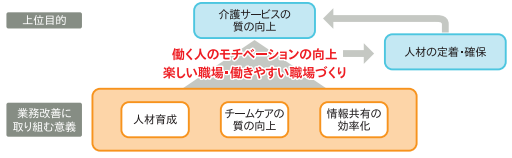 上位目的
介護サービスの
質の向上
働く人のモチベーションの向上
楽しい職場・働きやすい職場づくり
人材の定着・確保
業務改善に
取り組む意義
人材育成
チームケアの
質の向上
情報共有の
効率化